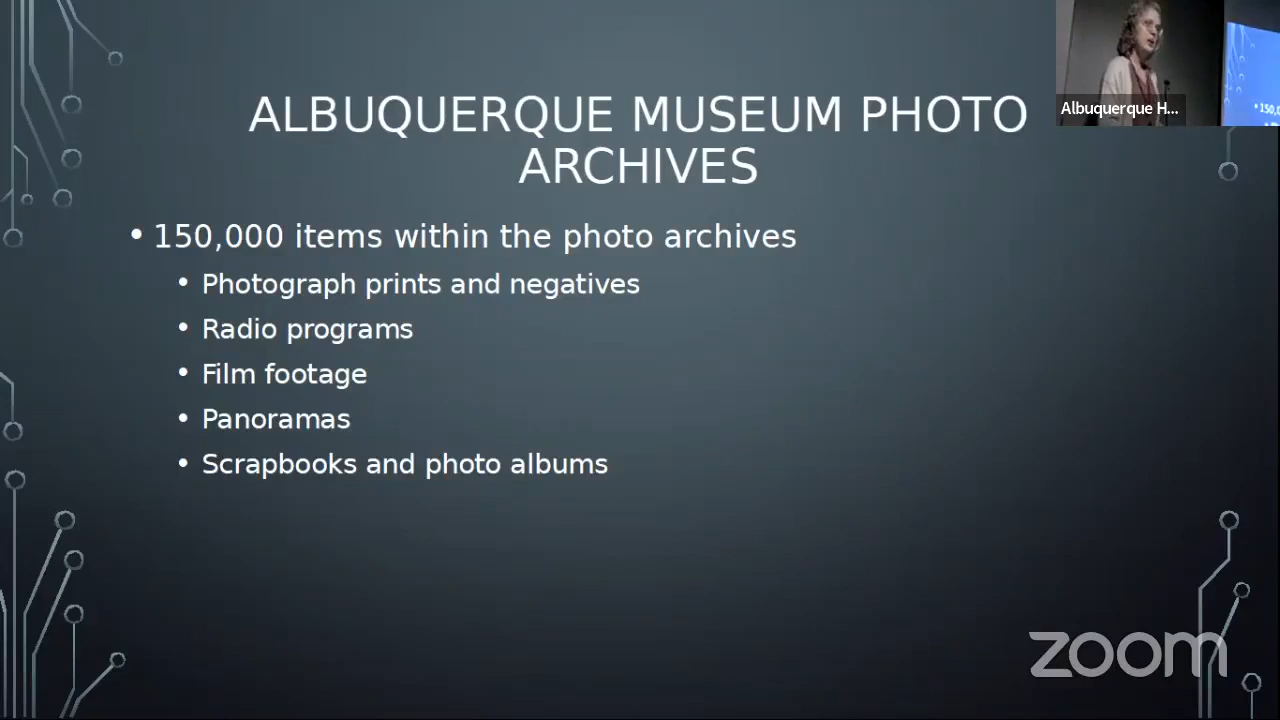 ALBUQUERQUE MUSEUM PHOTO
ARCHIVES
Albuquerque H...
• 150,000 items within the photo archives
• Photograph prints and negatives
• Radio programs
• Film footage
• Panoramas
• Scrapbooks and photo albums
zoom